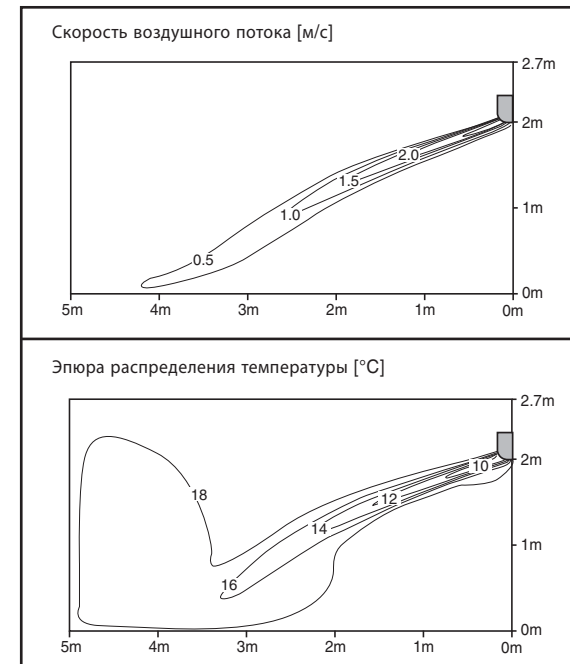 Скорость воздушного потока [м/с]
2.7m
2m
2.0
1.5
1.0
1m
0.5
0m
5m 4m 3m 2m 1m 0m
Эпюра распределения температуры [°C]
2.7m
2m
10
18
12
14
1m
16
0m
5m 4m 3m 2m 1m 0m